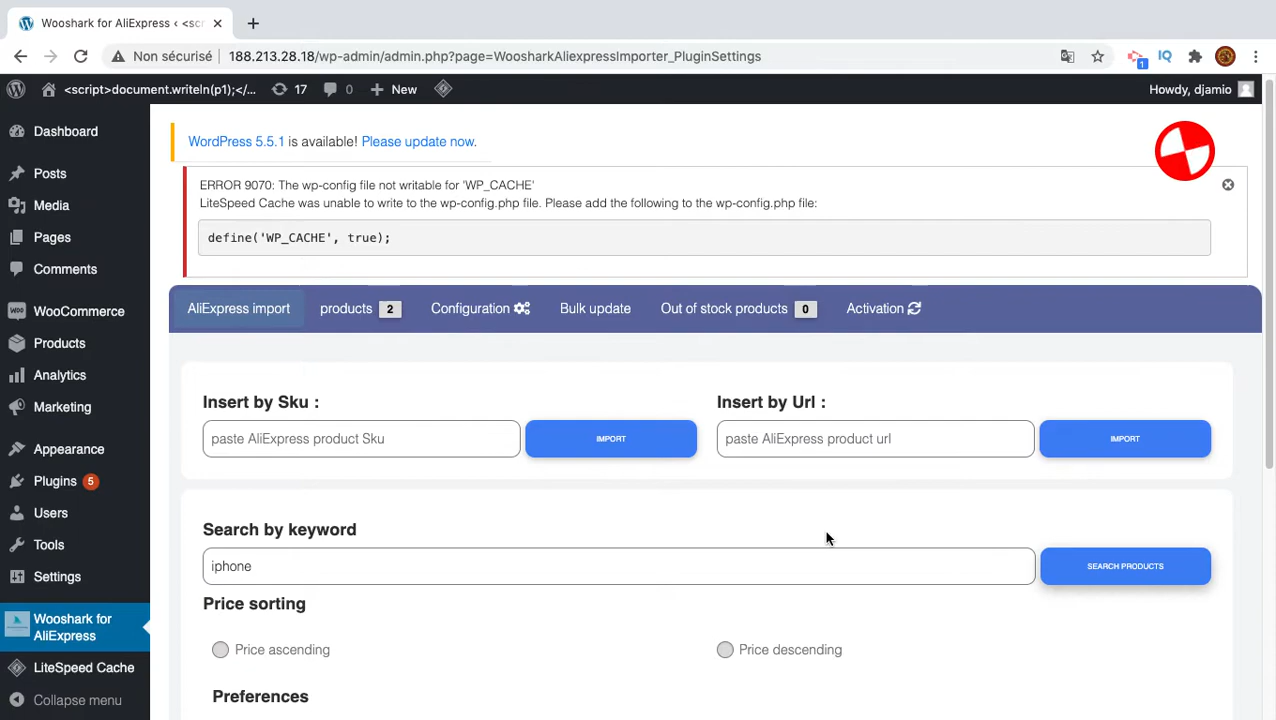 Wooshark for AliExpress ‹ <scr
Non sécurisé 188.213.28.18/wp-admin/admin.php?page=WoosharkAliexpressImporter_PluginSettings
1
<script>document.writeln(p1);</... 17 0 New Howdy, djamio
Dashboard
Posts
Media
Pages
Comments
WooCommerce
Products
Analytics
Marketing
Appearance
Plugins 5
Users
Tools
Settings
Wooshark for
AliExpress
LiteSpeed Cache
Collapse menu
WordPress 5.5.1 is available! Please update now.
ERROR 9070: The wp-config file not writable for 'WP_CACHE'
LiteSpeed Cache was unable to write to the wp-config.php file. Please add the following to the wp-config.php file:
define('WP_CACHE', true);
AliExpress import products 2 Configuration Bulk update Out of stock products 0 Activation
Insert by Sku : Insert by Url :
paste AliExpress product Sku IMPORT paste AliExpress product url IMPORT
Search by keyword
iphone SEARCH PRODUCTS
Price sorting
Price ascending Price descending
Preferences